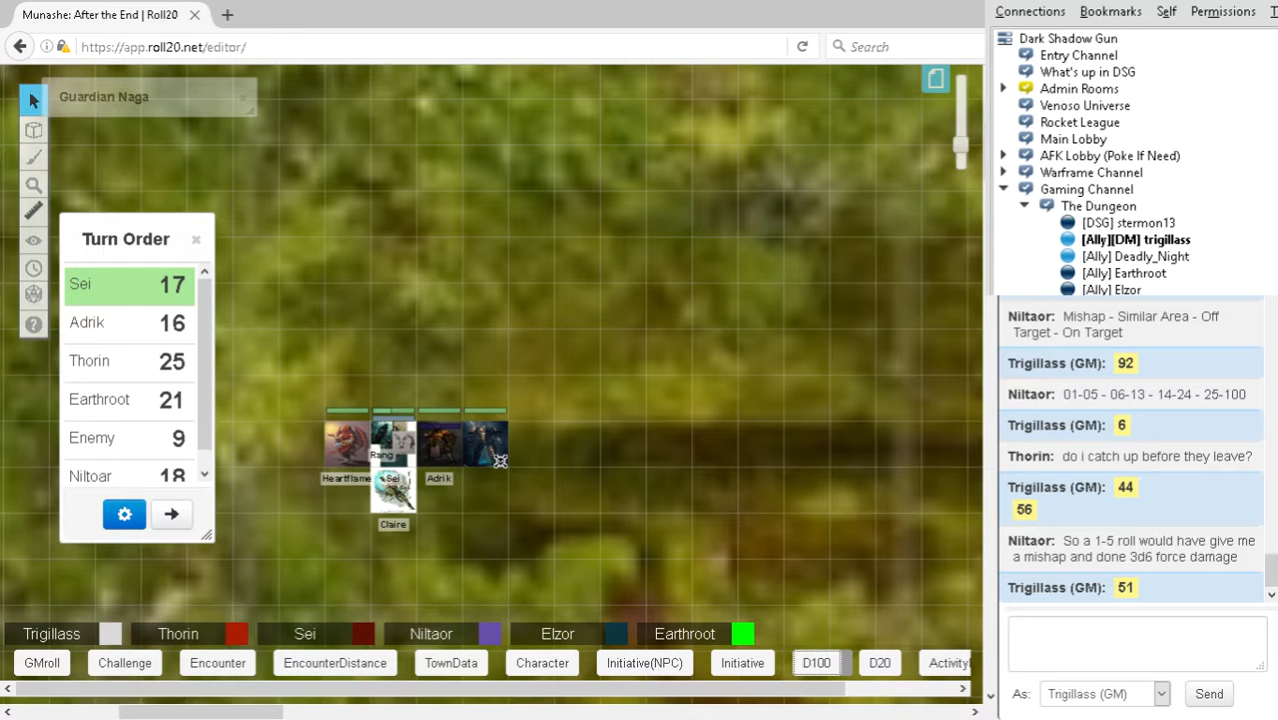 Munashe: After the End | Roll20
https://app.roll20.net/editor/
Search
Guardian Naga
Turn Order
Sei 17
Adrik 16
Thorin 25
Earthroot 21
Enemy 9
Niltoar 18
Heartflame
Rang
Sei
Adrik
Claire
Trigillass
Thorin
Sei
Niltaor
Elzor
Earthroot
GMroll
Challenge
Encounter
EncounterDistance
TownData
Character
Initiative(NPC)
Initiative
D100
D20
Connections Bookmarks Self Permissions
Dark Shadow Gun
Entry Channel
What's up in DSG
Admin Rooms
Venoso Universe
Rocket League
Main Lobby
AFK Lobby (Poke If Need)
Warframe Channel
Gaming Channel
The Dungeon
[DSG] stermon13
[Ally][DM] trigillass
[Ally] Deadly_Night
[Ally] Earthroot
[Ally] Elzor
Niltaor: Mishap - Similar Area - Off
Target - On Target
Trigillass (GM): 92
Niltaor: 01-05 - 06-13 - 14-24 - 25-100
Trigillass (GM): 6
Thorin: do i catch up before they leave?
Trigillass (GM): 44
56
Niltaor: So a 1-5 roll would have give me
a mishap and done 3d6 force damage
Trigillass (GM): 51
As: Trigillass (GM) Send